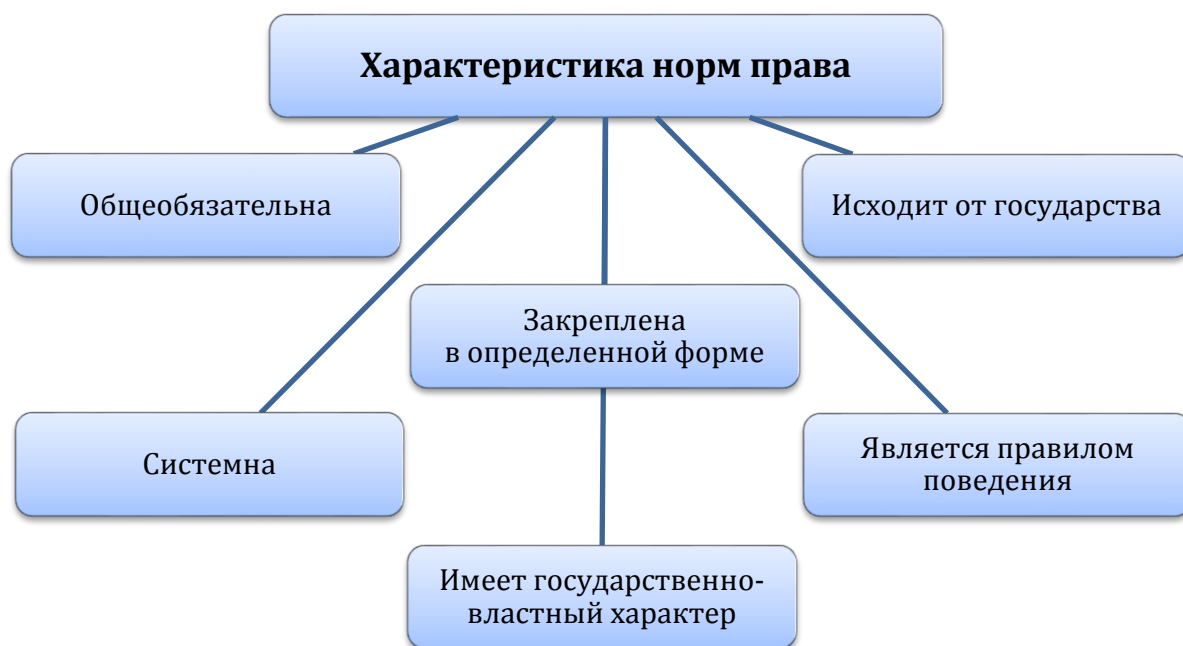 Характеристика норм права
Общеобязательна
Исходит от государства
Закреплена
в определенной форме
Системна
Является правилом
поведения
Имеет государственно-
властный характер